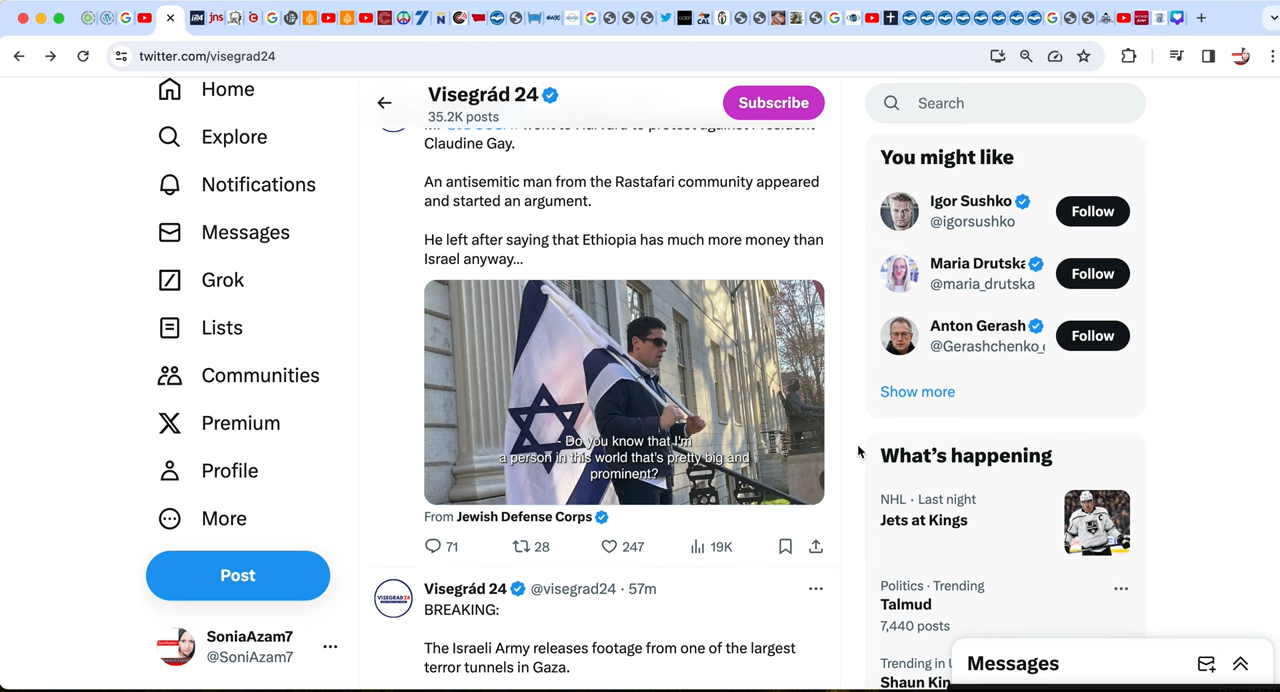 twitter.com/visegrad24
Home
Explore
Notifications
Messages
Grok
Lists
Communities
Premium
Profile
More
Post
SoniaAzam7
@SoniAzam7
Visegrád 24
35.2K posts
Subscribe
went to Harvard to protest against President
Claudine Gay.
An antisemitic man from the Rastafari community appeared
and started an argument.
He left after saying that Ethiopia has much more money than
Israel anyway...
- Do you know that I'm
a person in this world that's pretty big and
prominent?
From Jewish Defense Corps
71 28 247 19K
Visegrád 24 @visegrad24 · 57m
BREAKING:
The Israeli Army releases footage from one of the largest
terror tunnels in Gaza.
Search
You might like
Igor Sushko
@igorsushko
Follow
Maria Drutska
@maria_drutska
Follow
Anton Gerash
@Gerashchenko_
Follow
Show more
What's happening
NHL · Last night
Jets at Kings
Politics · Trending
Talmud
7,440 posts
Trending in
Shaun Kin
Messages